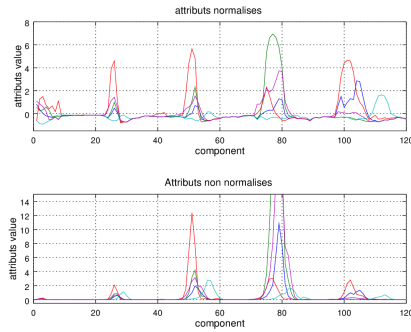 attributs normalises
8
6
4
2
0
attributs value
0 20 40 60 80 100 120
component
Attributs non normalises
14
12
10
8
6
4
2
0
attributs value
0 20 40 60 80 100 120
component